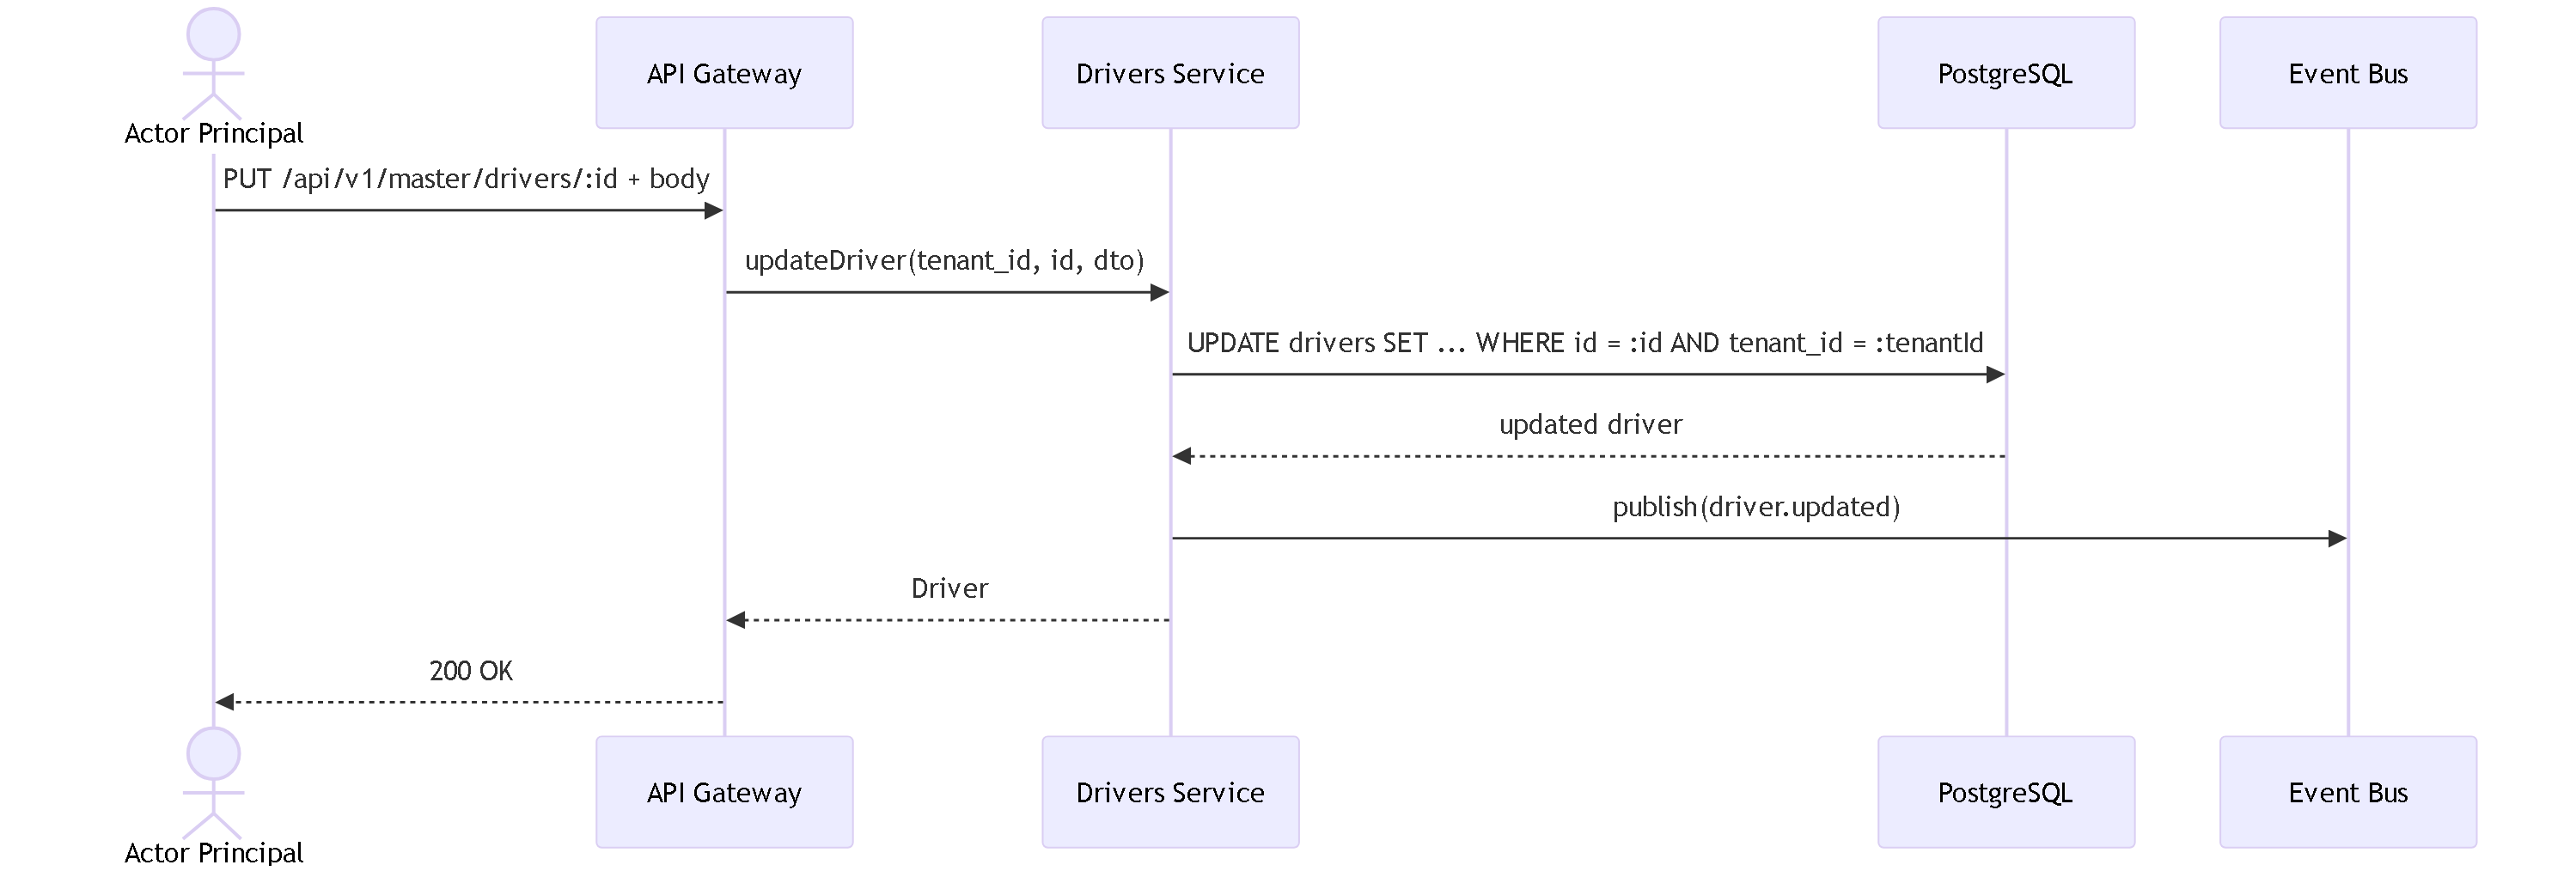 Actor Principal
API Gateway
Drivers Service
PostgreSQL
Event Bus
PUT /api/v1/master/drivers/:id + body
updateDriver(tenant_id, id, dto)
UPDATE drivers SET ... WHERE id = :id AND tenant_id = :tenantId
updated driver
publish(driver.updated)
Driver
200 OK
Actor Principal
API Gateway
Drivers Service
PostgreSQL
Event Bus